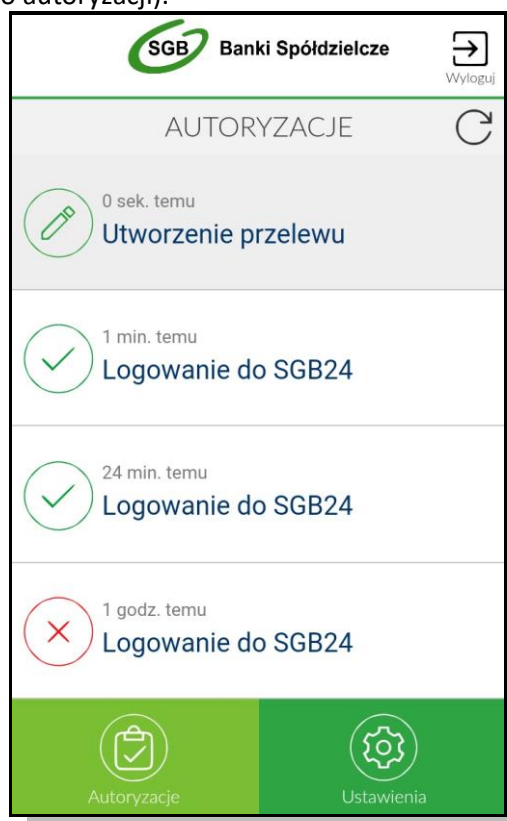 o autoryzacji).
SGB Banki Spółdzielcze
Wyloguj
AUTORYZACJE
0 sek. temu
Utworzenie przelewu
1 min. temu
Logowanie do SGB24
24 min. temu
Logowanie do SGB24
1 godz. temu
Logowanie do SGB24
Autoryzacje Ustawienia